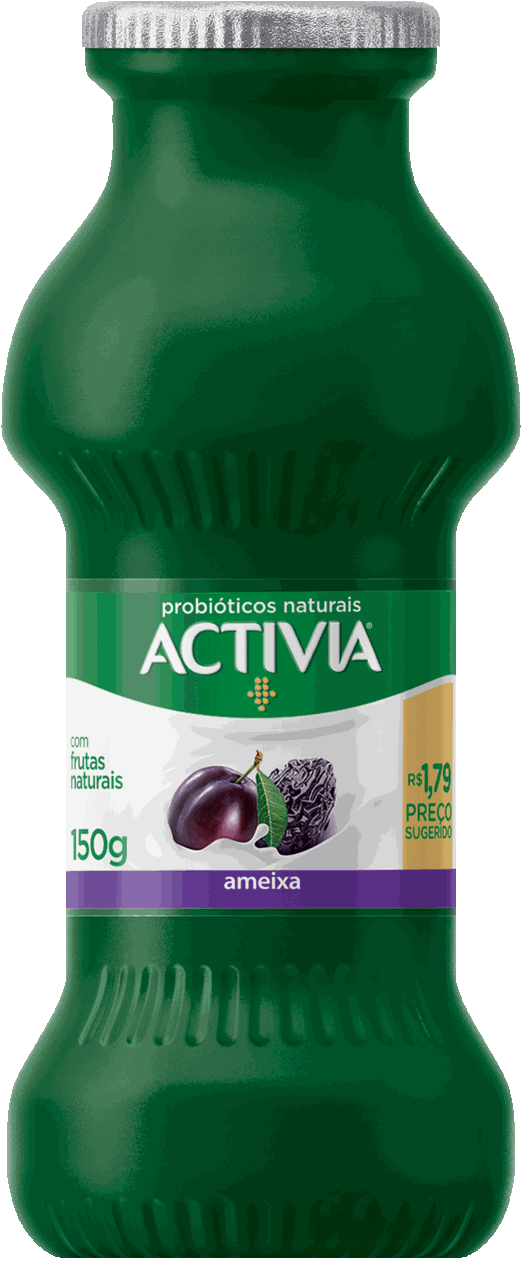 probióticos naturais
ACTIVIA®
com
frutas
naturais
150g
R$1,79
PREÇO
SUGERIDO
ameixa